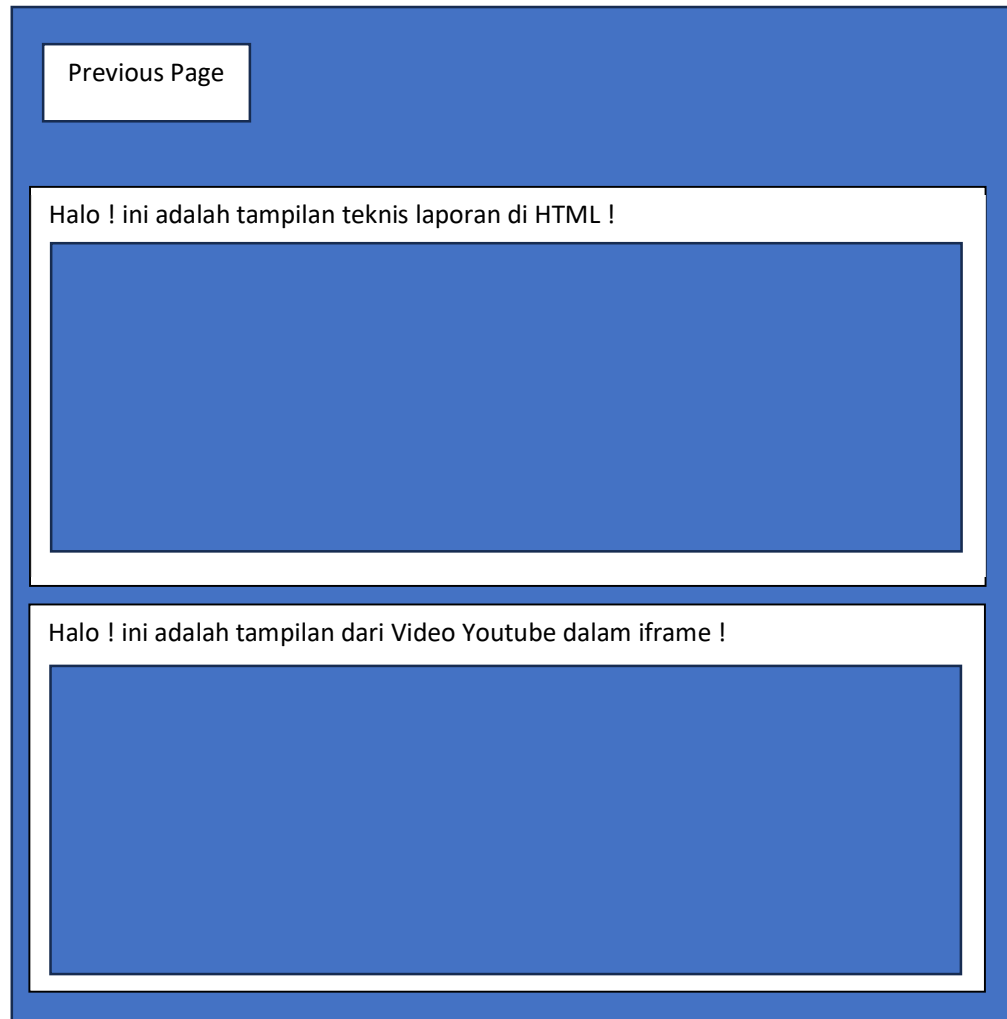 Previous Page
Halo ! ini adalah tampilan teknis laporan di HTML !
Halo ! ini adalah tampilan dari Video Youtube dalam iframe !